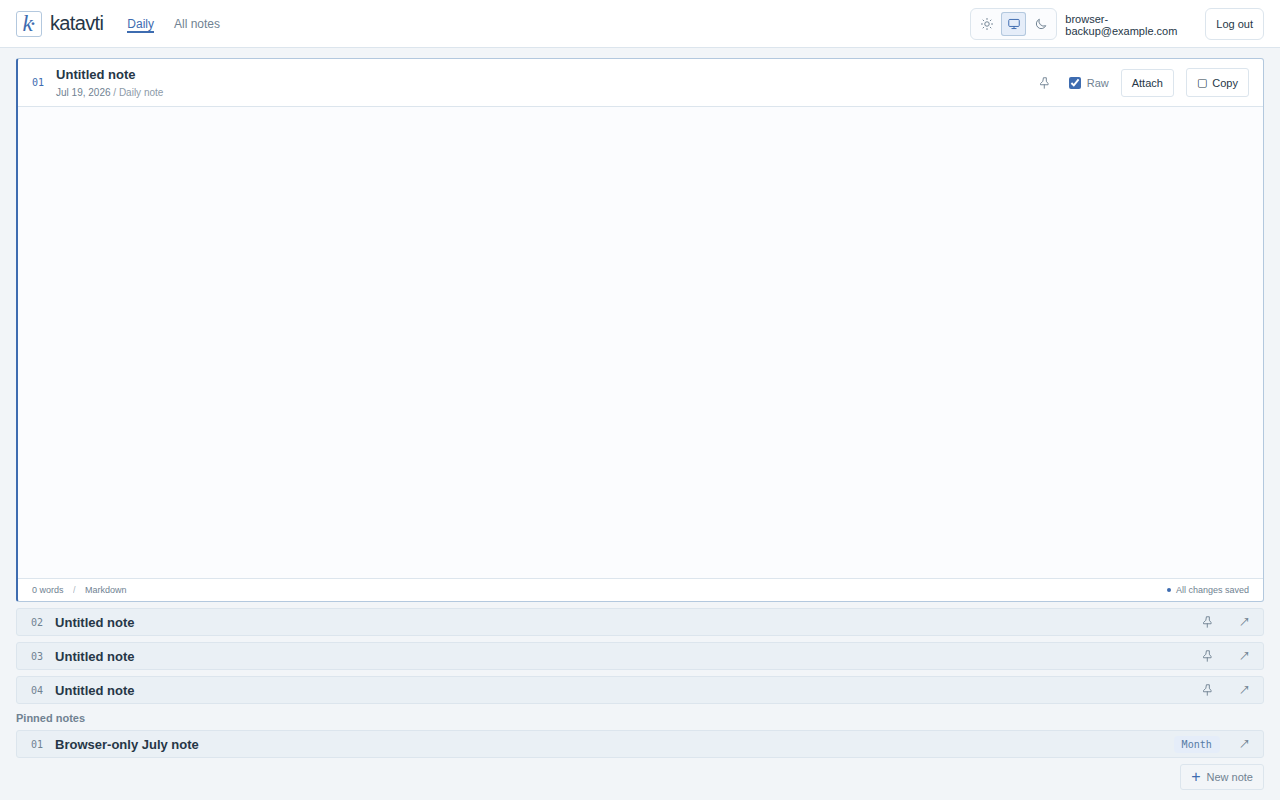 k katavti Daily All notes browser-backup@example.com Log out
01 Untitled note
Jul 19, 2026 / Daily note
Raw Attach Copy
0 words / Markdown All changes saved
02 Untitled note
03 Untitled note
04 Untitled note
Pinned notes
01 Browser-only July note Month
+ New note